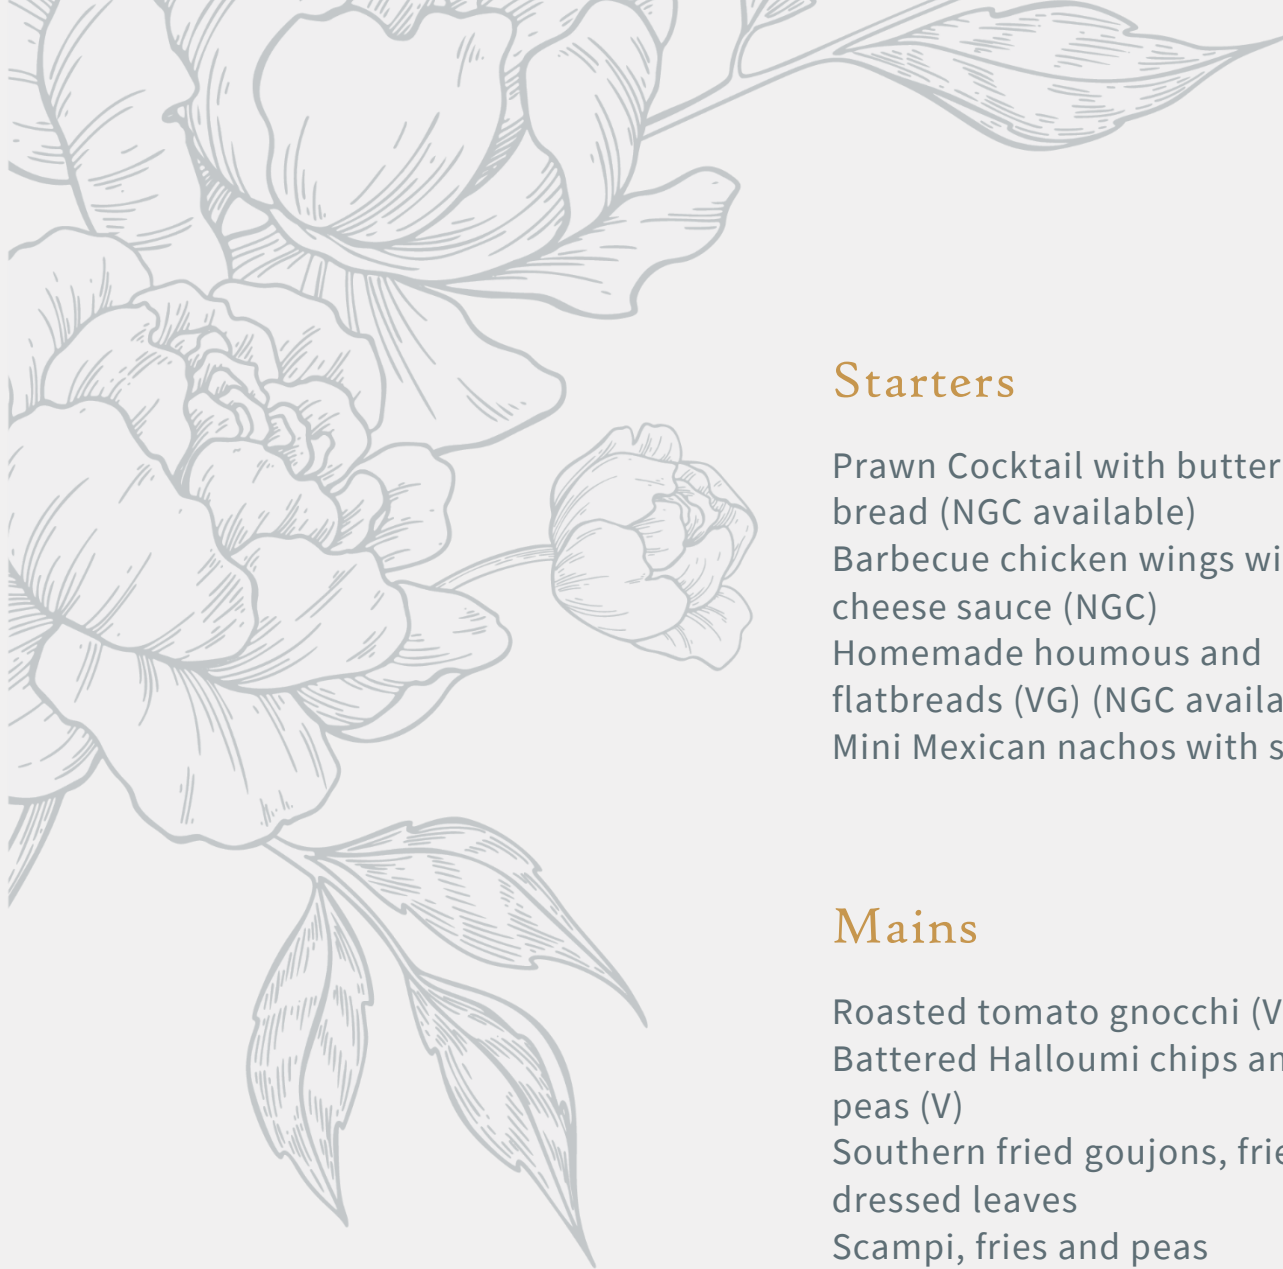 Starters
Prawn Cocktail with butter
bread (NGC available)
Barbecue chicken wings wi
cheese sauce (NGC)
Homemade houmous and
flatbreads (VG) (NGC availa
Mini Mexican nachos with s
Mains
Roasted tomato gnocchi (V
Battered Halloumi chips an
peas (V)
Southern fried goujons, frie
dressed leaves
Scampi, fries and peas